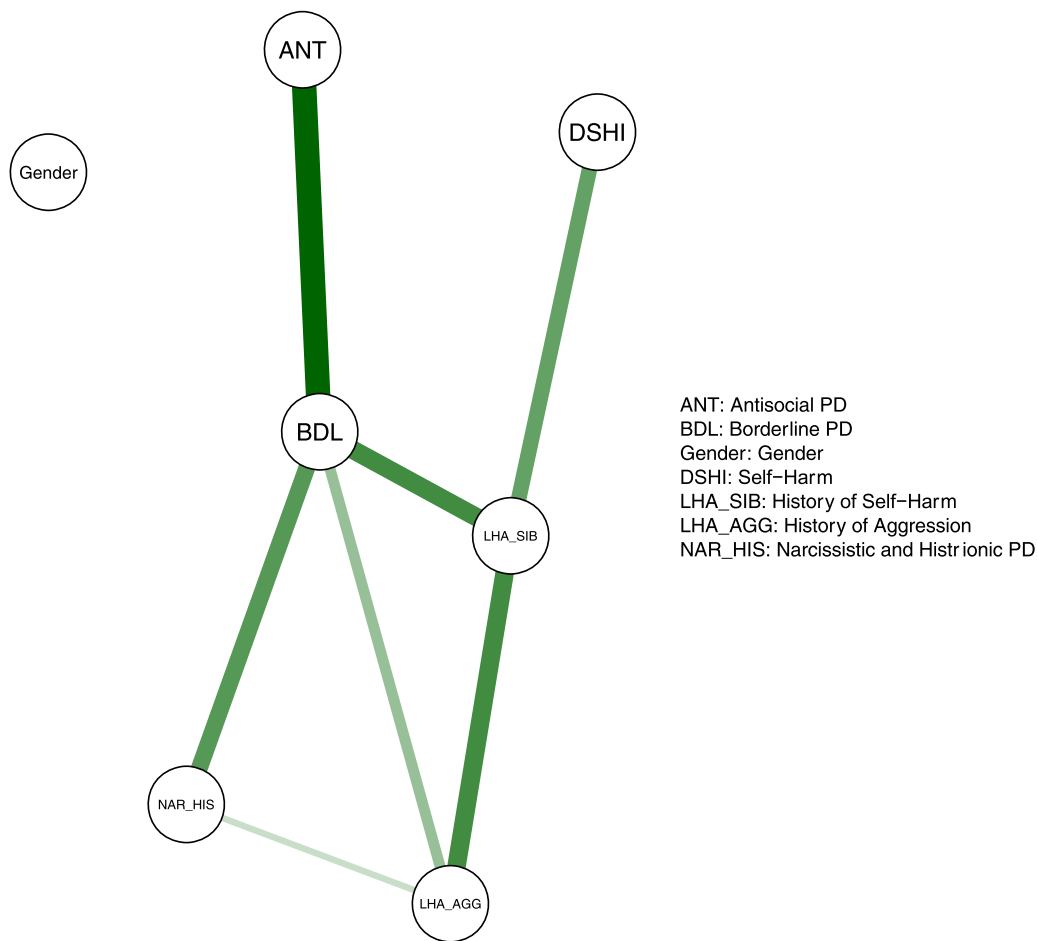 ANT
DSHI
Gender
BDL
LHA_SIB
NAR_HIS
LHA_AGG
ANT: Antisocial PD
BDL: Borderline PD
Gender: Gender
DSHI: Self−Harm
LHA_SIB: History of Self−Harm
LHA_AGG: History of Aggression
NAR_HIS: Narcissistic and Histrionic PD